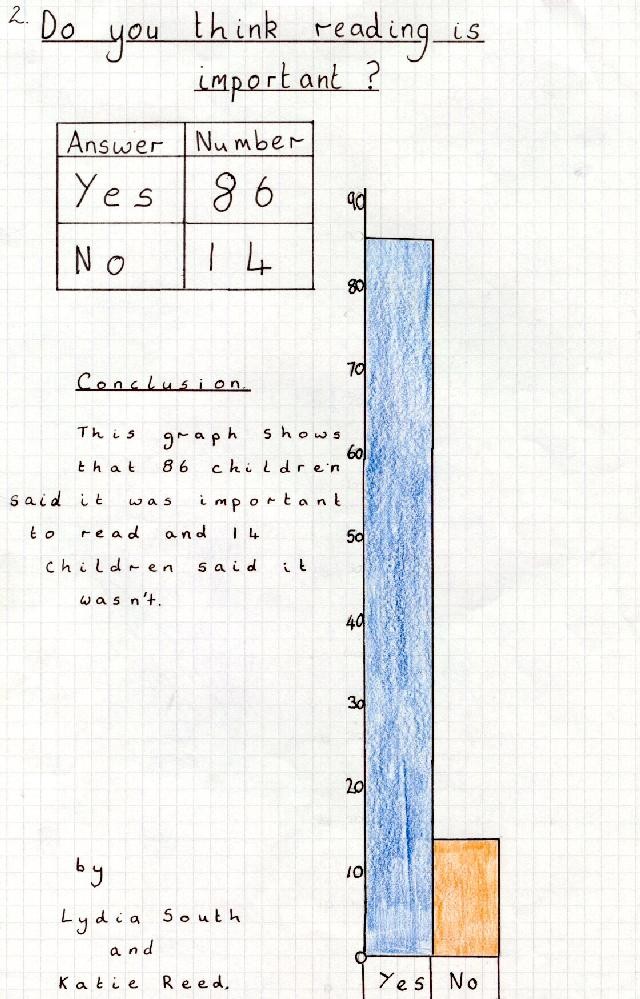 2. Do you think reading is
important ?
Answer Number
Yes 86
No 14
Conclusion
This graph shows
that 86 children
said it was important
to read and 14
children said it
wasn't.
by
Lydia South
and
Katie Reed.
90
80
70
60
50
40
30
20
10
0
Yes No